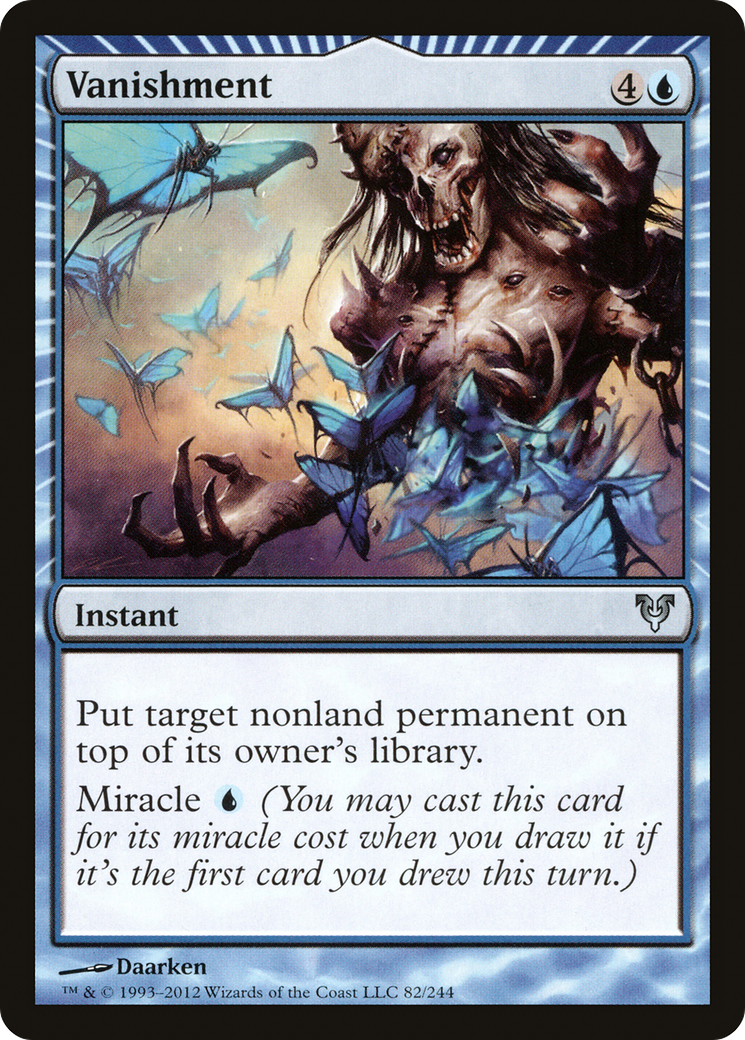 Vanishment 4
Instant
Put target nonland permanent on
top of its owner's library.
Miracle (You may cast this card
for its miracle cost when you draw it if
it's the first card you drew this turn.)
Daarken
™ & © 1993–2012 Wizards of the Coast LLC 82/244